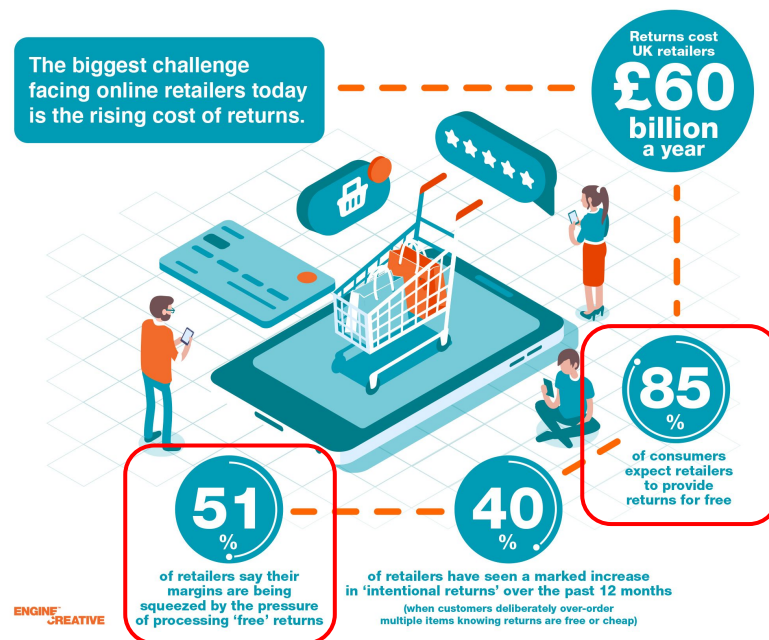 The biggest challenge
facing online retailers today
is the rising cost of returns.
Returns cost
UK retailers
£60
billion
a year
85
%
of consumers
expect retailers
to provide
returns for free
40
%
of retailers have seen a marked increase
in ‘intentional returns’ over the past 12 months
(when customers deliberately over-order
multiple items knowing returns are free or cheap)
51
%
of retailers say their
margins are being
squeezed by the pressure
of processing ‘free’ returns
ENGINE
CREATIVE